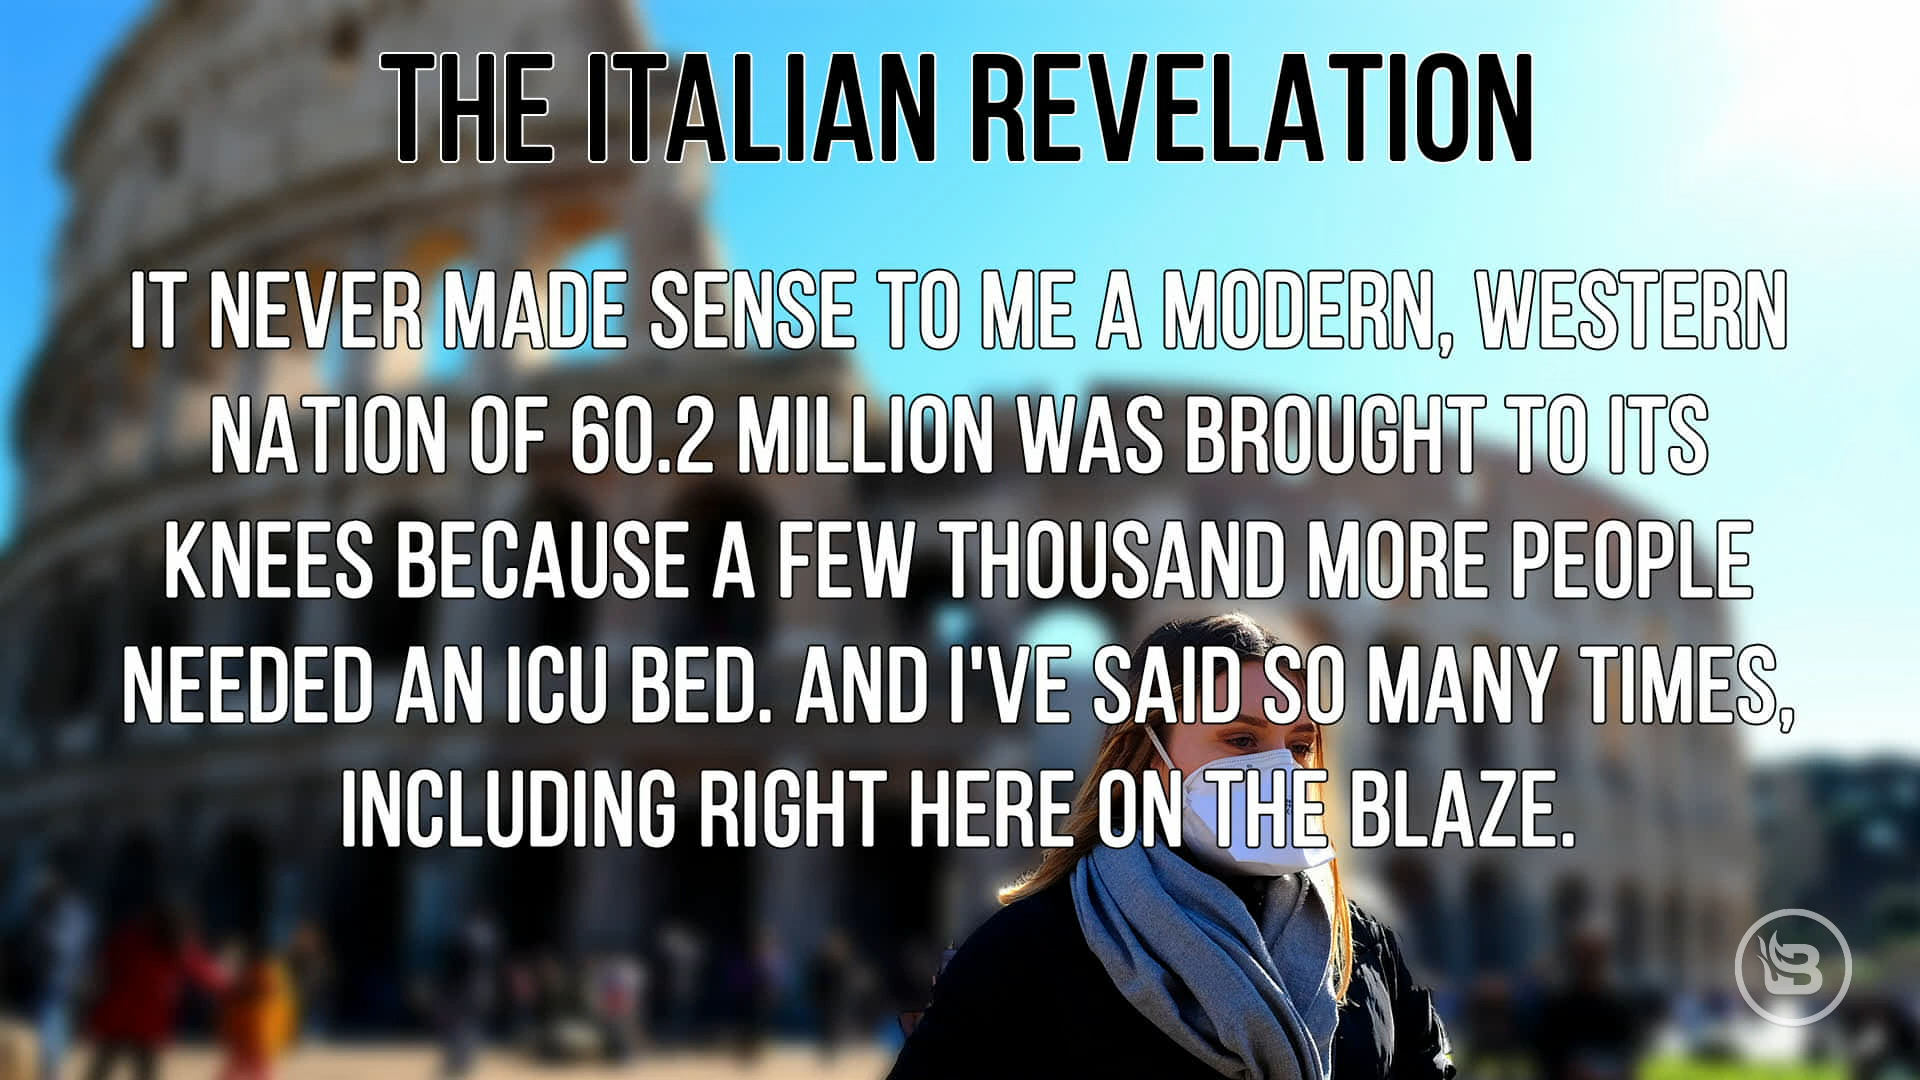 THE ITALIAN REVELATION
IT NEVER MADE SENSE TO ME A MODERN, WESTERN
NATION OF 60.2 MILLION WAS BROUGHT TO ITS
KNEES BECAUSE A FEW THOUSAND MORE PEOPLE
NEEDED AN ICU BED. AND I'VE SAID SO MANY TIMES,
INCLUDING RIGHT HERE ON THE BLAZE.
B